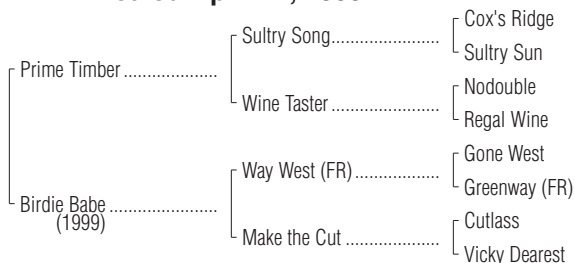 Cox's Ridge
Sultry Song
Sultry Sun
Prime Timber
Nodouble
Wine Taster
Regal Wine
Gone West
Way West (FR)
Greenway (FR)
Birdie Babe
(1999)
Cutlass
Make the Cut
Vicky Dearest